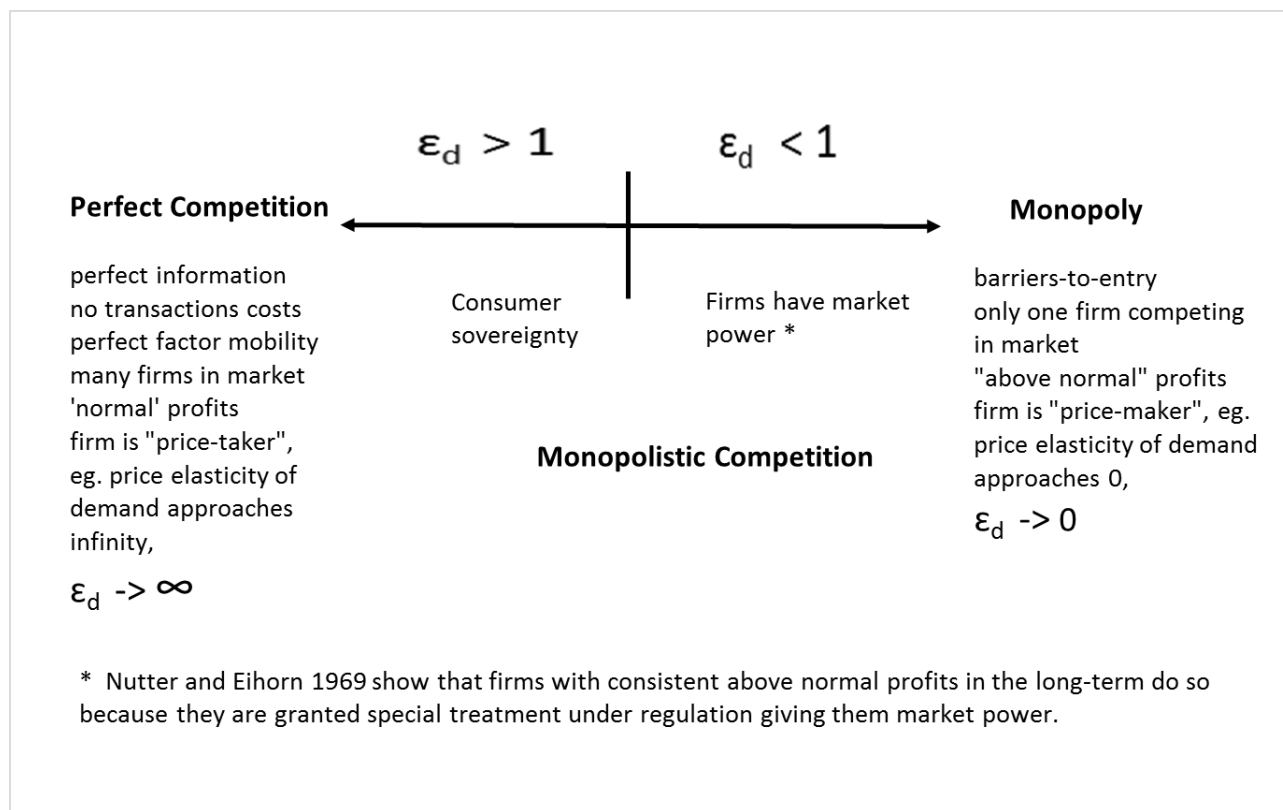 εd > 1
εd < 1
Perfect Competition
Monopoly
perfect information
no transactions costs
perfect factor mobility
many firms in market
'normal' profits
firm is "price-taker",
eg. price elasticity of
demand approaches
infinity,
εd -> ∞
Consumer
sovereignty
Firms have market
power *
Monopolistic Competition
barriers-to-entry
only one firm competing
in market
"above normal" profits
firm is "price-maker", eg.
price elasticity of demand
approaches 0,
εd -> 0
* Nutter and Eihorn 1969 show that firms with consistent above normal profits in the long-term do so
because they are granted special treatment under regulation giving them market power.